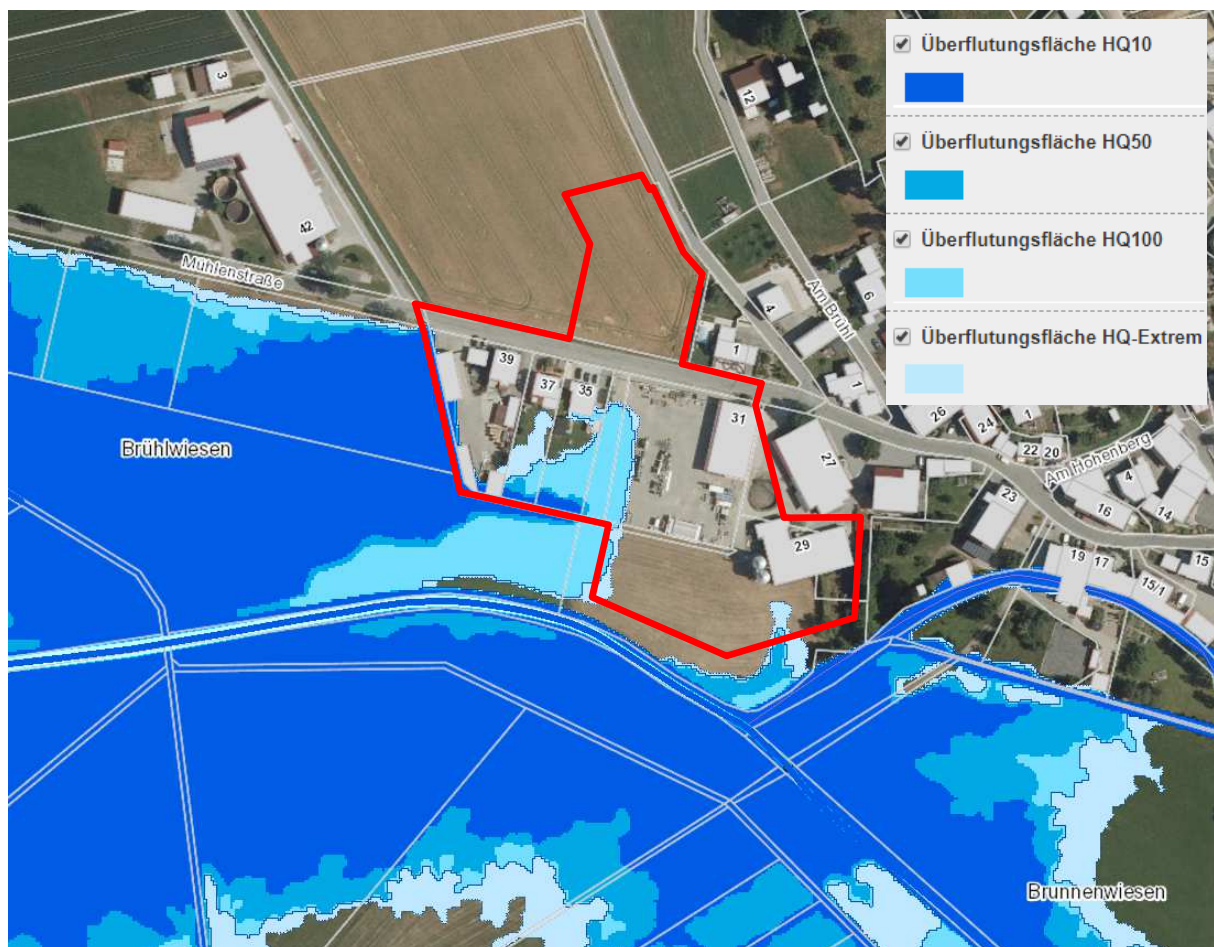 Überflutungsfläche HQ10
Überflutungsfläche HQ50
Überflutungsfläche HQ100
Überflutungsfläche HQ-Extrem
3
12
42
Mühlenstraße
Am Brühl
4
6
1
1
39
37
35
31
27
26
24
1
22
20
Am Hohenberg
4
Brühlwiesen
23
16
14
29
19
17
15
15/1
Brunnenwiesen